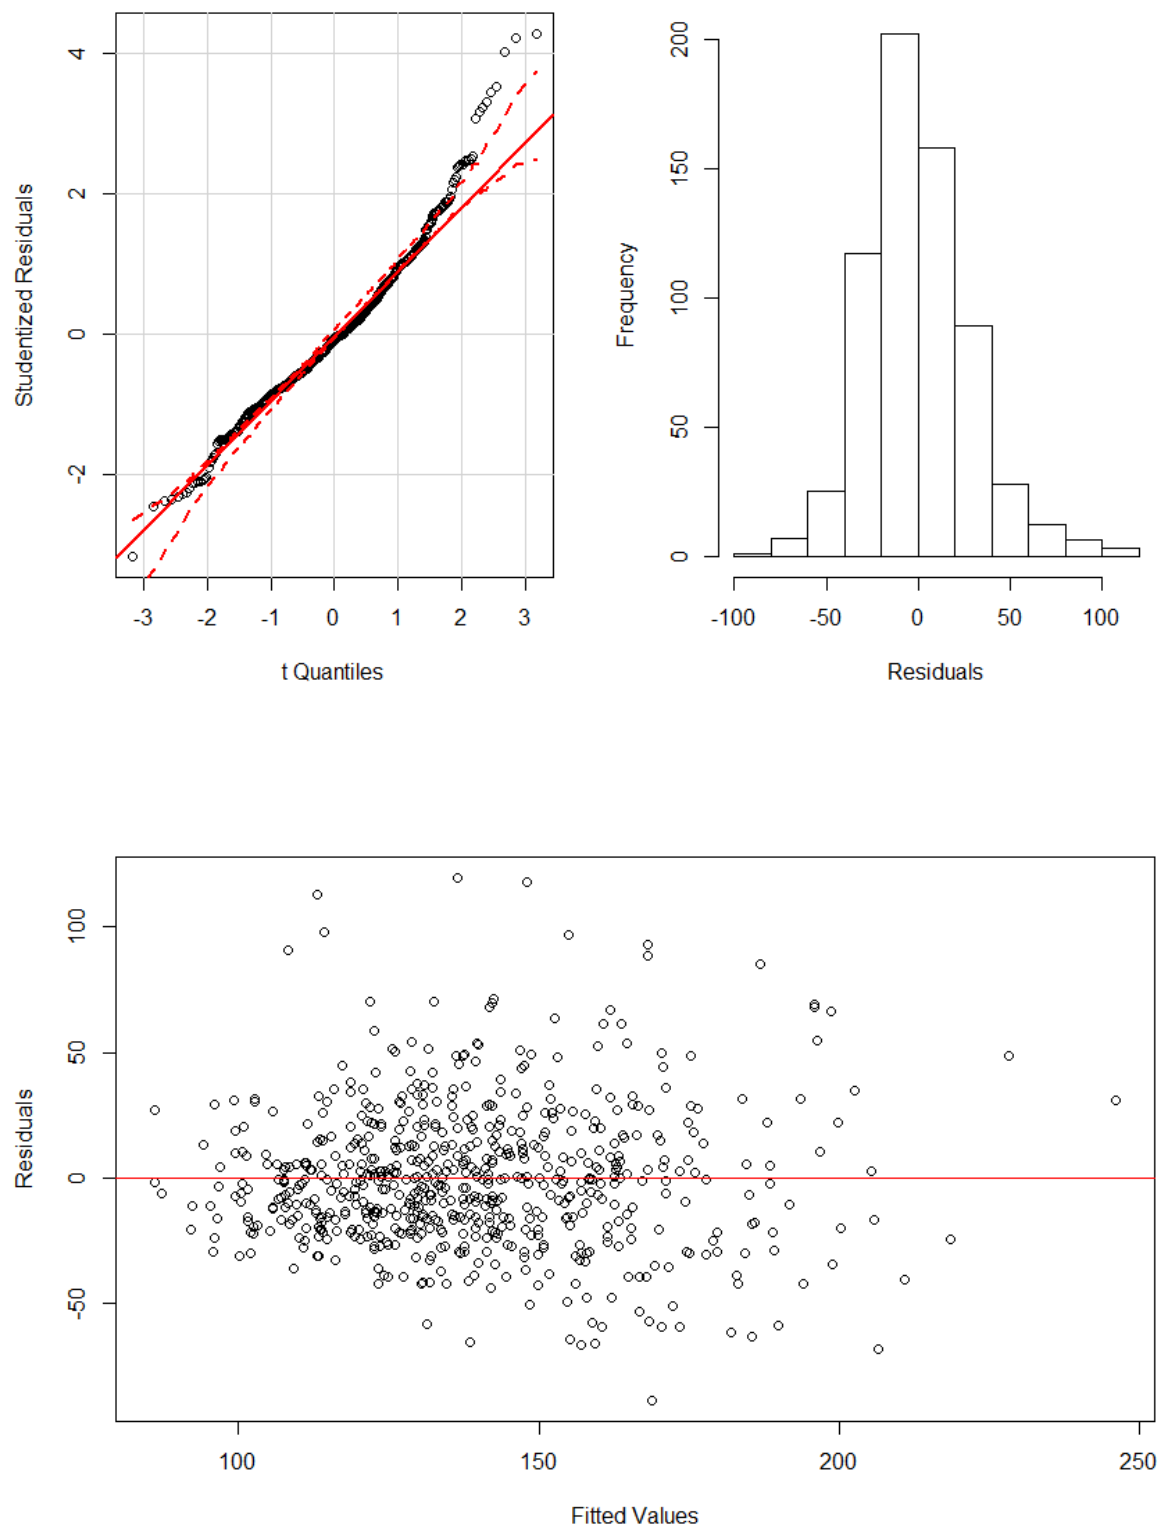 Studentized Residuals
4
2
0
-2
-3 -2 -1 0 1 2 3
t Quantiles
Frequency
200
150
100
50
0
-100 -50 0 50 100
Residuals
Residuals
100
50
0
-50
100 150 200 250
Fitted Values